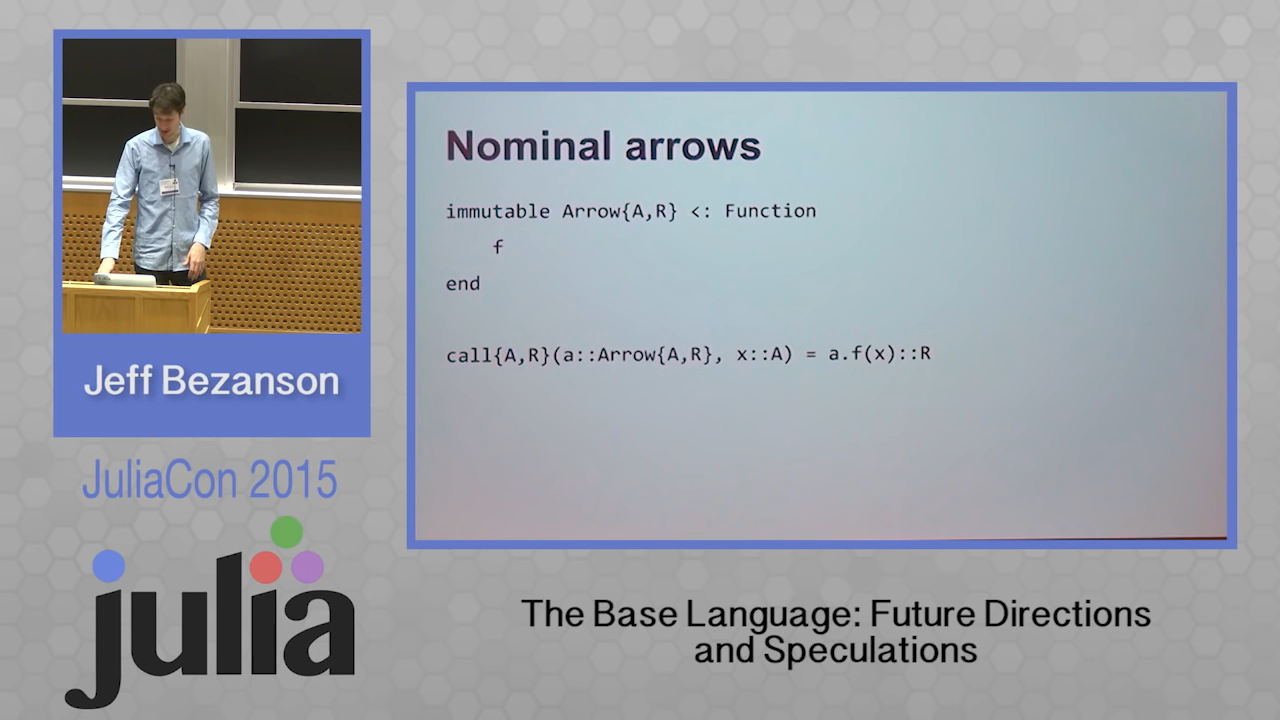 Nominal arrows
immutable Arrow{A,R} <: Function
f
end
call{A,R}(a::Arrow{A,R}, x::A) = a.f(x)::R
Jeff Bezanson
JuliaCon 2015
julia
The Base Language: Future Directions
and Speculations